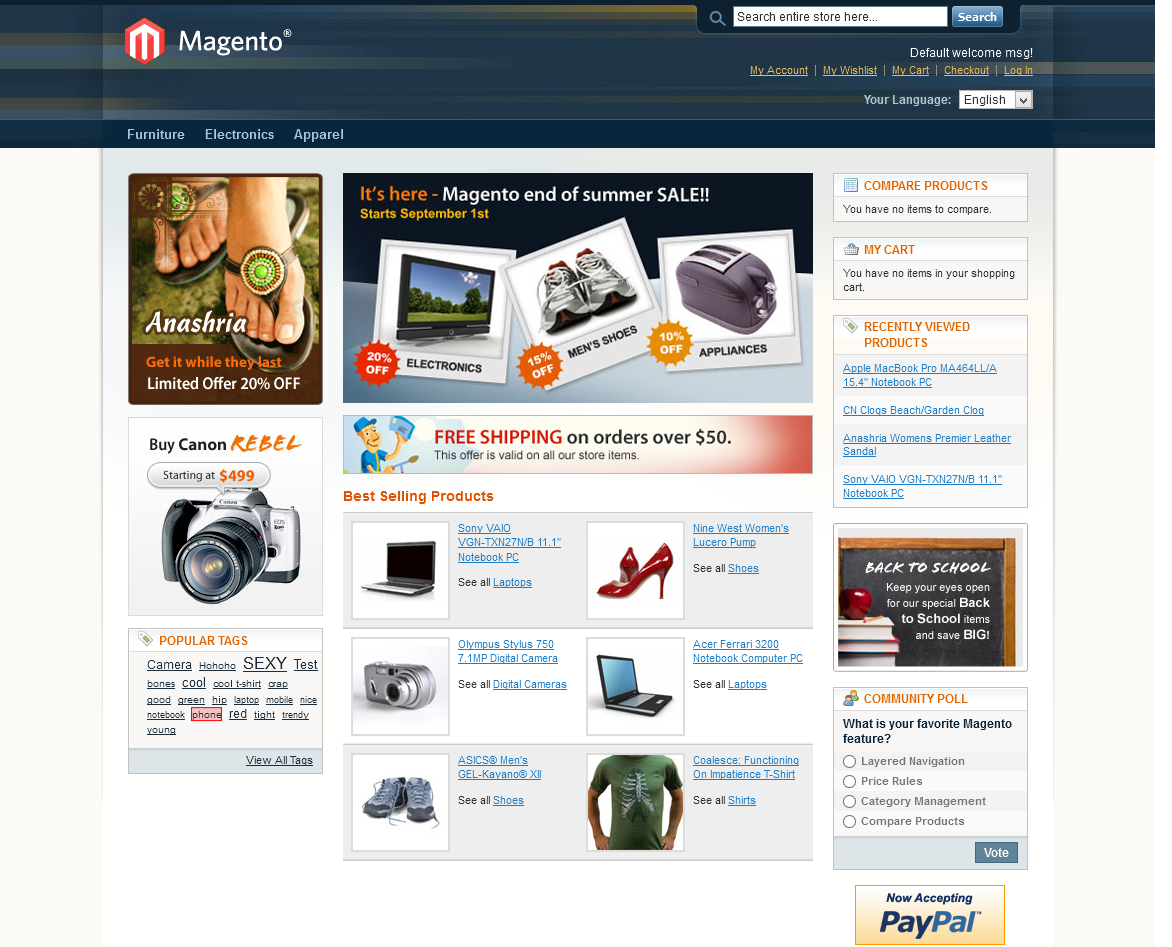 Search entire store here...
Search
Magento®
Default welcome msg!
My Account | My Wishlist | My Cart | Checkout | Log In
Your Language:
English
Furniture
Electronics
Apparel
Anashria
Get it while they last
Limited Offer 20% OFF
Buy Canon REBEL
Starting at $499
Canon
EOS
Rebel
POPULAR TAGS
Camera Hohoho SEXY Test
bones cool cool t-shirt crap
good green hip laptop mobile nice
notebook phone red tight trendy
young
View All Tags
It's here - Magento end of summer SALE!!
Starts September 1st
20%
OFF
ELECTRONICS
15%
OFF
MEN'S SHOES
10%
OFF
APPLIANCES
FREE SHIPPING on orders over $50.
This offer is valid on all our store items.
Best Selling Products
Sony VAIO
VGN-TXN27N/B 11.1"
Notebook PC
See all Laptops
Nine West Women's
Lucero Pump
See all Shoes
Olympus Stylus 750
7.1MP Digital Camera
See all Digital Cameras
Acer Ferrari 3200
Notebook Computer PC
See all Laptops
ASICS® Men's
GEL-Kayano® XII
See all Shoes
Coalesce: Functioning
On Impatience T-Shirt
See all Shirts
COMPARE PRODUCTS
You have no items to compare.
MY CART
You have no items in your shopping
cart.
RECENTLY VIEWED
PRODUCTS
Apple MacBook Pro MA464LL/A
15.4" Notebook PC
CN Clogs Beach/Garden Clog
Anashria Womens Premier Leather
Sandal
Sony VAIO VGN-TXN27N/B 11.1"
Notebook PC
BACK TO SCHOOL
Keep your eyes open
for our special Back
to School items
and save BIG!
COMMUNITY POLL
What is your favorite Magento
feature?
Layered Navigation
Price Rules
Category Management
Compare Products
Vote
Now Accepting
PayPal™